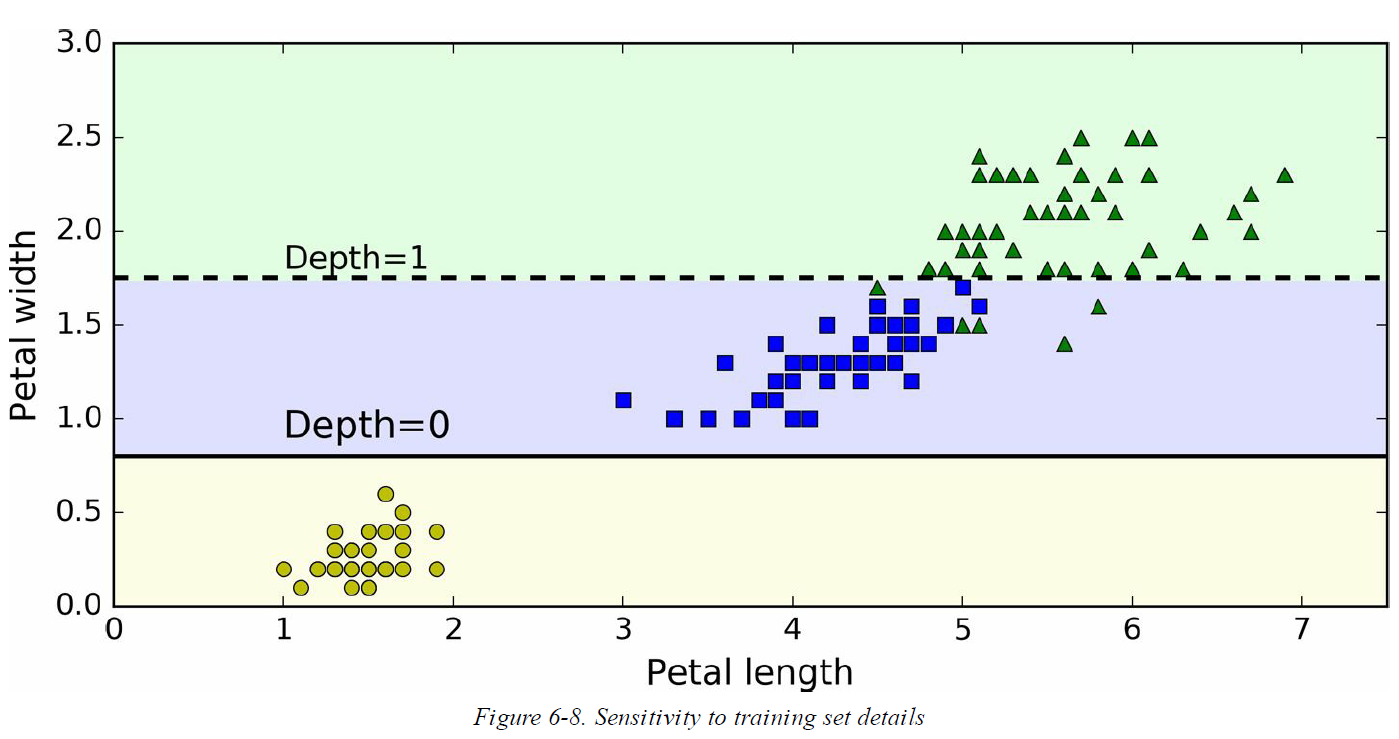 3.0
2.5
2.0
Depth=1
1.5
Depth=0
1.0
0.5
0.0
Petal width
0 1 2 3 4 5 6 7
Petal length
Figure 6-8. Sensitivity to training set details